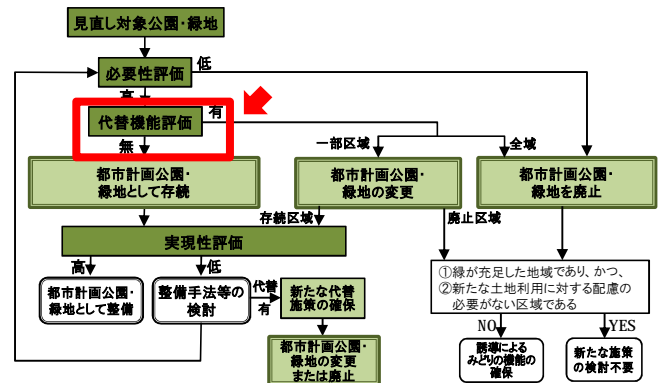 見直し対象公園・緑地
必要性評価
低
高
代替機能評価
有
無
一部区域
全域
都市計画公園・
緑地として存続
都市計画公園・
緑地の変更
都市計画公園・
緑地を廃止
存続区域
廃止区域
実現性評価
高
低
都市計画公園・
緑地として整備
整備手法等の
検討
代替
有
新たな代替
施策の確保
都市計画公園・
緑地の変更
または廃止
①緑が充足した地域であり、かつ、
②新たな土地利用に対する配慮の
必要がない区域である
NO
YES
誘導による
みどりの機能の
確保
新たな施策
の検討不要